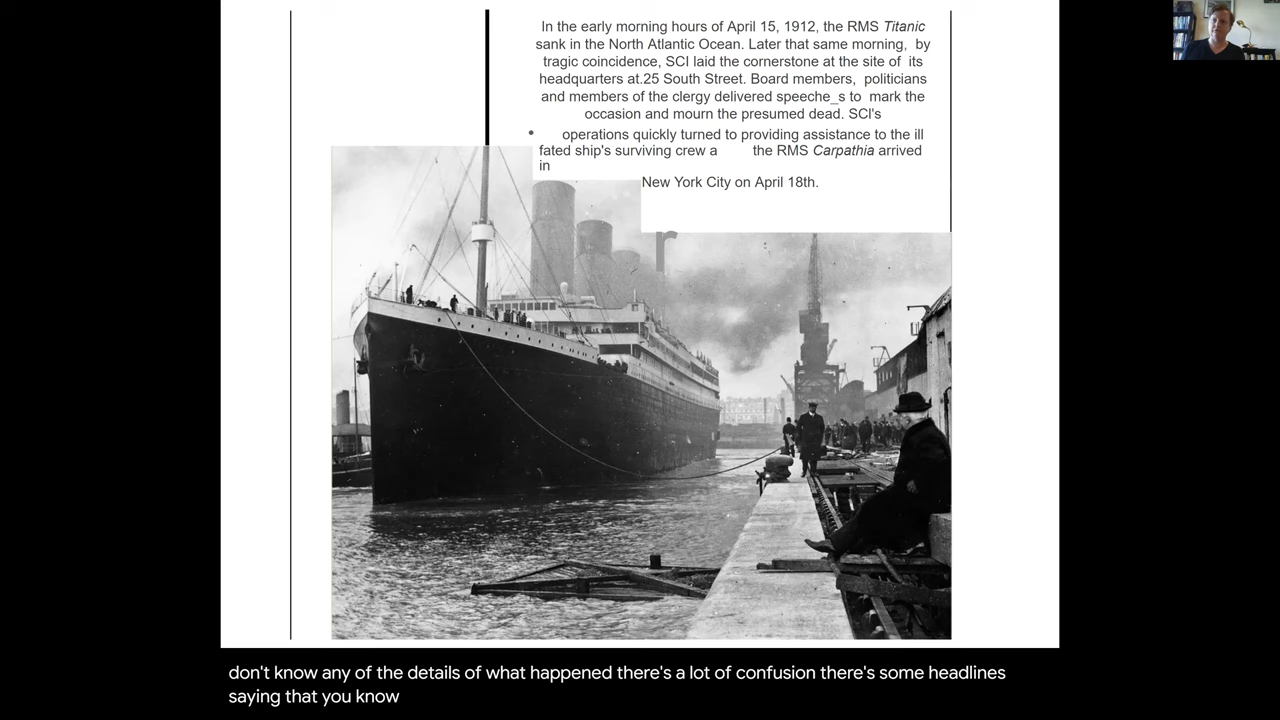 In the early morning hours of April 15, 1912, the RMS Titanic
sank in the North Atlantic Ocean. Later that same morning, by
tragic coincidence, SCI laid the cornerstone at the site of its
headquarters at.25 South Street. Board members, politicians
and members of the clergy delivered speeche_s to mark the
occasion and mourn the presumed dead. SCI's
• operations quickly turned to providing assistance to the ill
fated ship's surviving crew a the RMS Carpathia arrived
in
New York City on April 18th.
don't know any of the details of what happened there's a lot of confusion there's some headlines
saying that you know